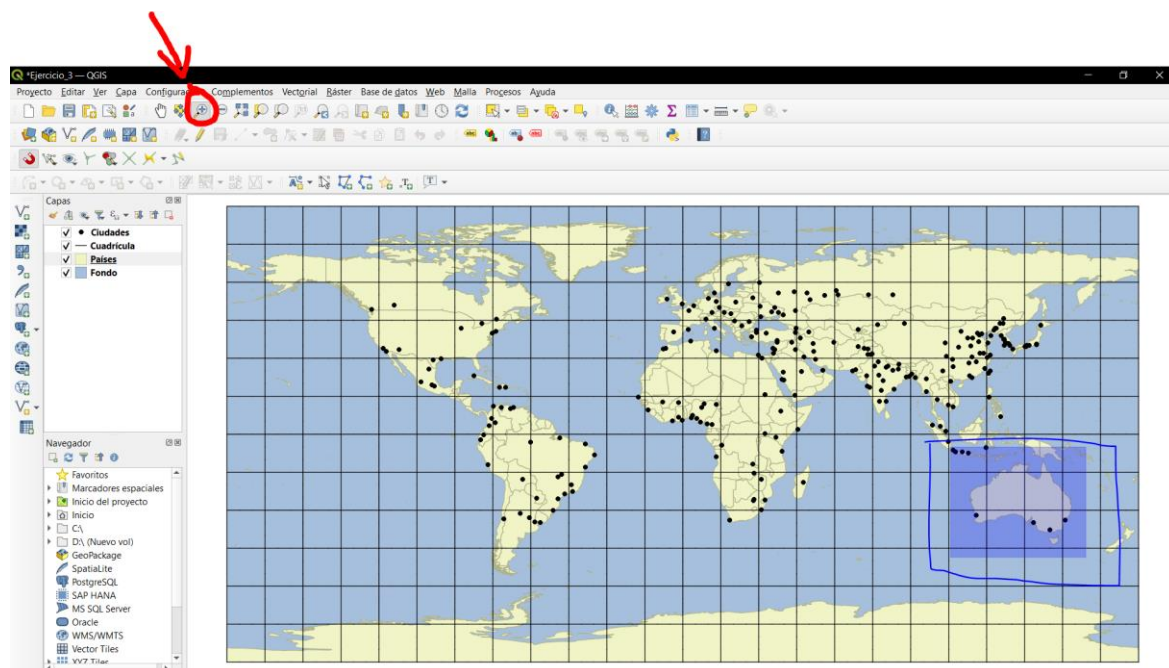 *Ejercicio_3 — QGIS
Proyecto Editar Ver Capa Configura Complementos Vectorial Ráster Base de datos Web Malla Procesos Ayuda
Capas
Ciudades
Cuadrícula
Países
Fondo
Navegador
Favoritos
Marcadores espaciales
Inicio del proyecto
Inicio
C:\
D:\ (Nuevo vol)
GeoPackage
SpatiaLite
PostgreSQL
SAP HANA
MS SQL Server
Oracle
WMS/WMTS
Vector Tiles
XYZ Tiles